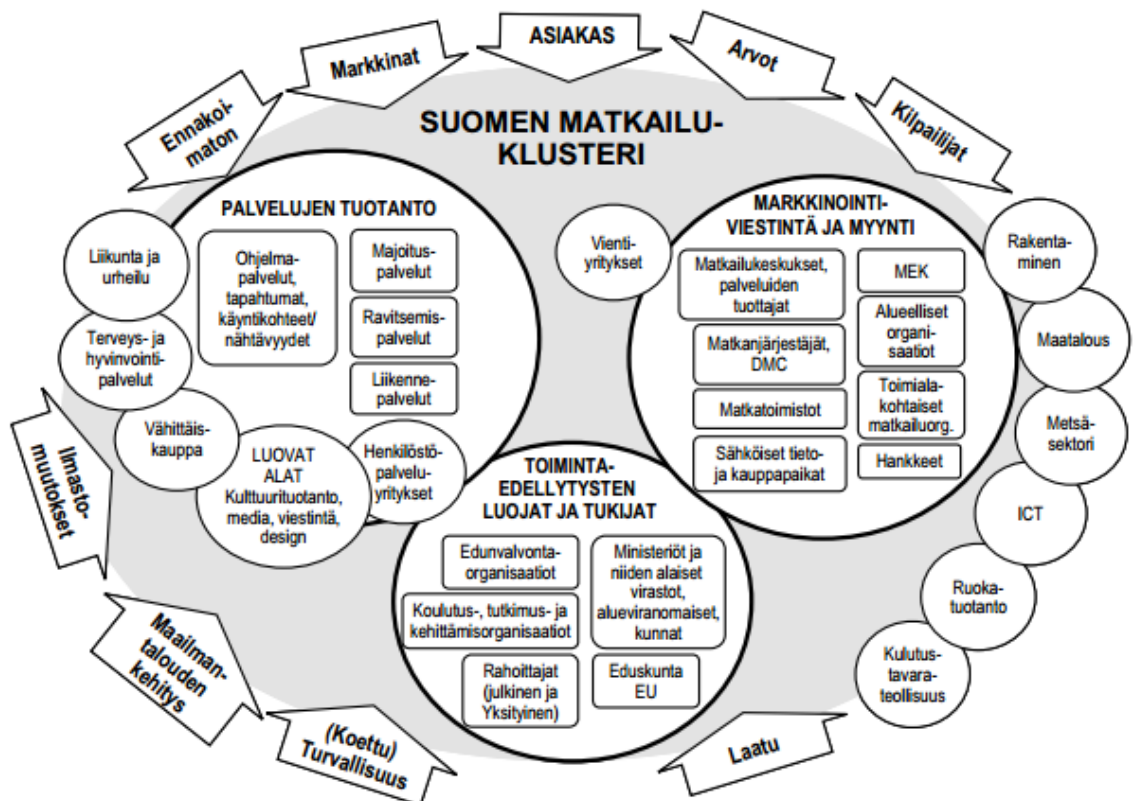 ASIAKAS
Markkinat
Arvot
Ennakoi-
maton
Kilpailijat
SUOMEN MATKAILU-
KLUSTERI
PALVELUJEN TUOTANTO
Ohjelma-
palvelut,
tapahtumat,
käyntikohteet/
nähtävyydet
Majoitus-
palvelut
Ravitsemis-
palvelut
Liikenne-
palvelut
Liikunta ja
urheilu
Terveys- ja
hyvinvointi-
palvelut
Vähittäis-
kauppa
LUOVAT
ALAT
Kulttuurituotanto,
media, viestintä,
design
Henkilöstö-
palvelu-
yritykset
Vienti-
yritykset
MARKKINOINTI-
VIESTINTÄ JA MYYNTI
Matkailukeskukset,
palveluiden
tuottajat
Matkanjärjestäjät,
DMC
Matkatoimistot
Sähköiset tieto-
ja kauppapaikat
MEK
Alueelliset
organi-
saatiot
Toimiala-
kohtaiset
matkailuorg.
Hankkeet
Rakenta-
minen
Maatalous
Metsä-
sektori
ICT
Ruoka-
tuotanto
Kulutus-
tavara-
teollisuus
TOIMINTA-
EDELLYTYSTEN
LUOJAT JA TUKIJAT
Edunvalvonta-
organisaatiot
Koulutus-, tutkimus- ja
kehittämisorganisaatiot
Rahoittajat
(julkinen ja
Yksityinen)
Ministeriöt ja
niiden alaiset
virastot,
alueviranomaiset,
kunnat
Eduskunta
EU
Ilmasto-
muutokset
Maailman-
talouden
kehitys
(Koettu)
Turvallisuus
Laatu